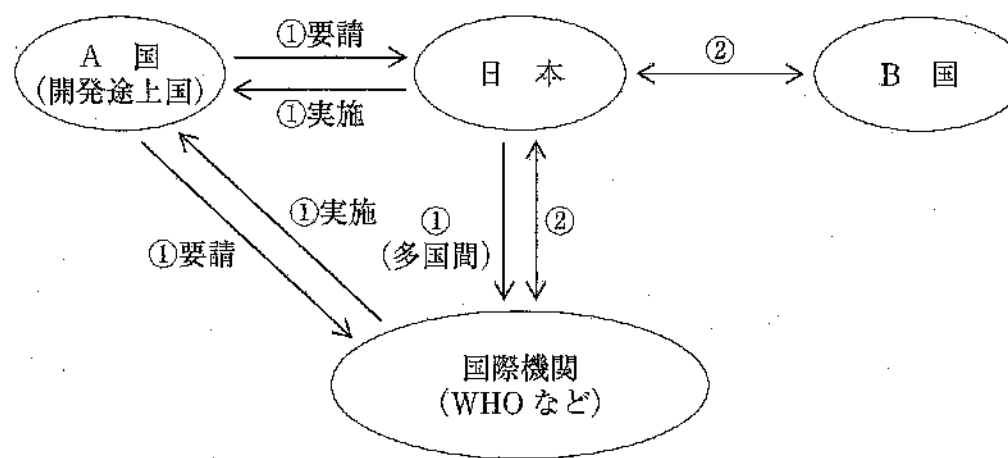 A 国
(開発途上国)
①要請
①実施
日 本
②
B 国
①実施
①要請
①
(多国間)
②
国際機関
(WHO など)